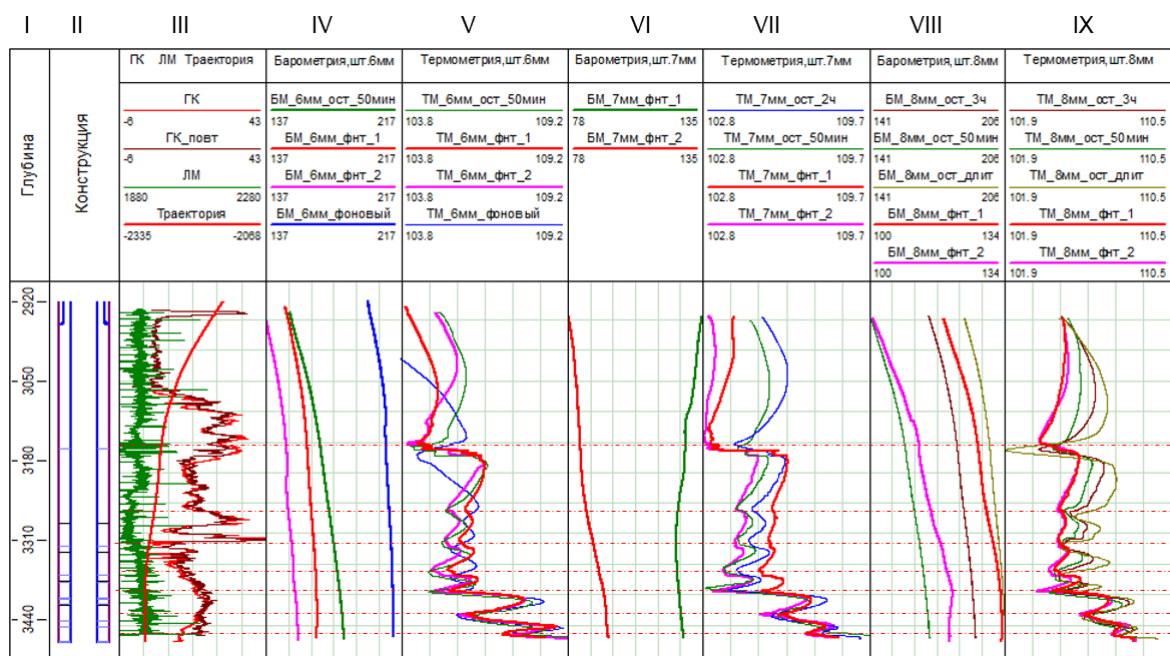 I II III IV V VI VII VIII IX
Глубина
Конструкция
ГК ЛМ Траектория
ГК
-6 43
ГК_повт
-6 43
ЛМ
1880 2280
Траектория
-2335 -2068
Барометрия,шт.6мм
БМ_6мм_ост_50мин
137 217
БМ_6мм_фнт_1
137 217
БМ_6мм_фнт_2
137 217
БМ_6мм_фоновый
137 217
Термометрия,шт.6мм
ТМ_6мм_ост_50мин
103.8 109.2
ТМ_6мм_фнт_1
103.8 109.2
ТМ_6мм_фнт_2
103.8 109.2
ТМ_6мм_фоновый
103.8 109.2
Барометрия,шт.7мм
БМ_7мм_фнт_1
78 135
БМ_7мм_фнт_2
78 135
Термометрия,шт.7мм
ТМ_7мм_ост_2ч
102.8 109.7
ТМ_7мм_ост_50мин
102.8 109.7
ТМ_7мм_фнт_1
102.8 109.7
ТМ_7мм_фнт_2
102.8 109.7
Барометрия,шт.8мм
БМ_8мм_ост_3ч
141 206
БМ_8мм_ост_50мин
141 206
БМ_8мм_ост_длит
141 206
БМ_8мм_фнт_1
100 134
БМ_8мм_фнт_2
100 134
Термометрия,шт.8мм
ТМ_8мм_ост_3ч
101.9 110.5
ТМ_8мм_ост_50мин
101.9 110.5
ТМ_8мм_ост_длит
101.9 110.5
ТМ_8мм_фнт_1
101.9 110.5
ТМ_8мм_фнт_2
101.9 110.5
2920
3050
3180
3310
3440